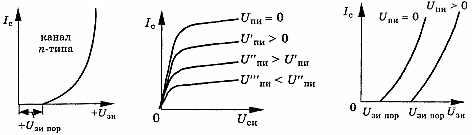 Iс
канал
n-типа
+Uзи
+Uзи пор
Iс
Uпи = 0
U'пи > 0
U''пи > U'пи
U'''пи < U''пи
Uси
Iс
Uпи = 0
Uпи > 0
0
Uзи пор
Uзи пор
Uзи